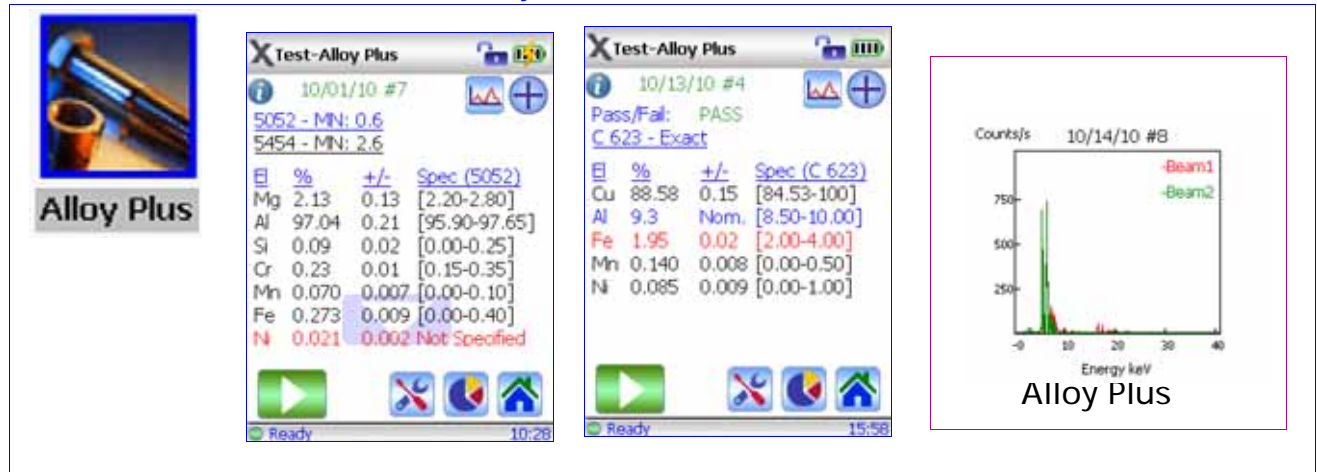 Alloy Plus
Test-Alloy Plus
10/01/10 #7
5052 - MN: 0.6
5454 - MN: 2.6
El % +/- Spec (5052)
Mg 2.13 0.13 [2.20-2.80]
Al 97.04 0.21 [95.90-97.65]
Si 0.09 0.02 [0.00-0.25]
Cr 0.23 0.01 [0.15-0.35]
Mn 0.070 0.007 [0.00-0.10]
Fe 0.273 0.009 [0.00-0.40]
Ni 0.021 0.002 Not Specified
Ready 10:28
Test-Alloy Plus
10/13/10 #4
Pass/Fail: PASS
C 623 - Exact
El % +/- Spec (C 623)
Cu 88.58 0.15 [84.53-100]
Al 9.3 Nom. [8.50-10.00]
Fe 1.95 0.02 [2.00-4.00]
Mn 0.140 0.008 [0.00-0.50]
Ni 0.085 0.009 [0.00-1.00]
Ready 15:58
Counts/s 10/14/10 #8
-Beam1
-Beam2
750-
500-
250-
-0 10 20 30 40
Energy keV
Alloy Plus